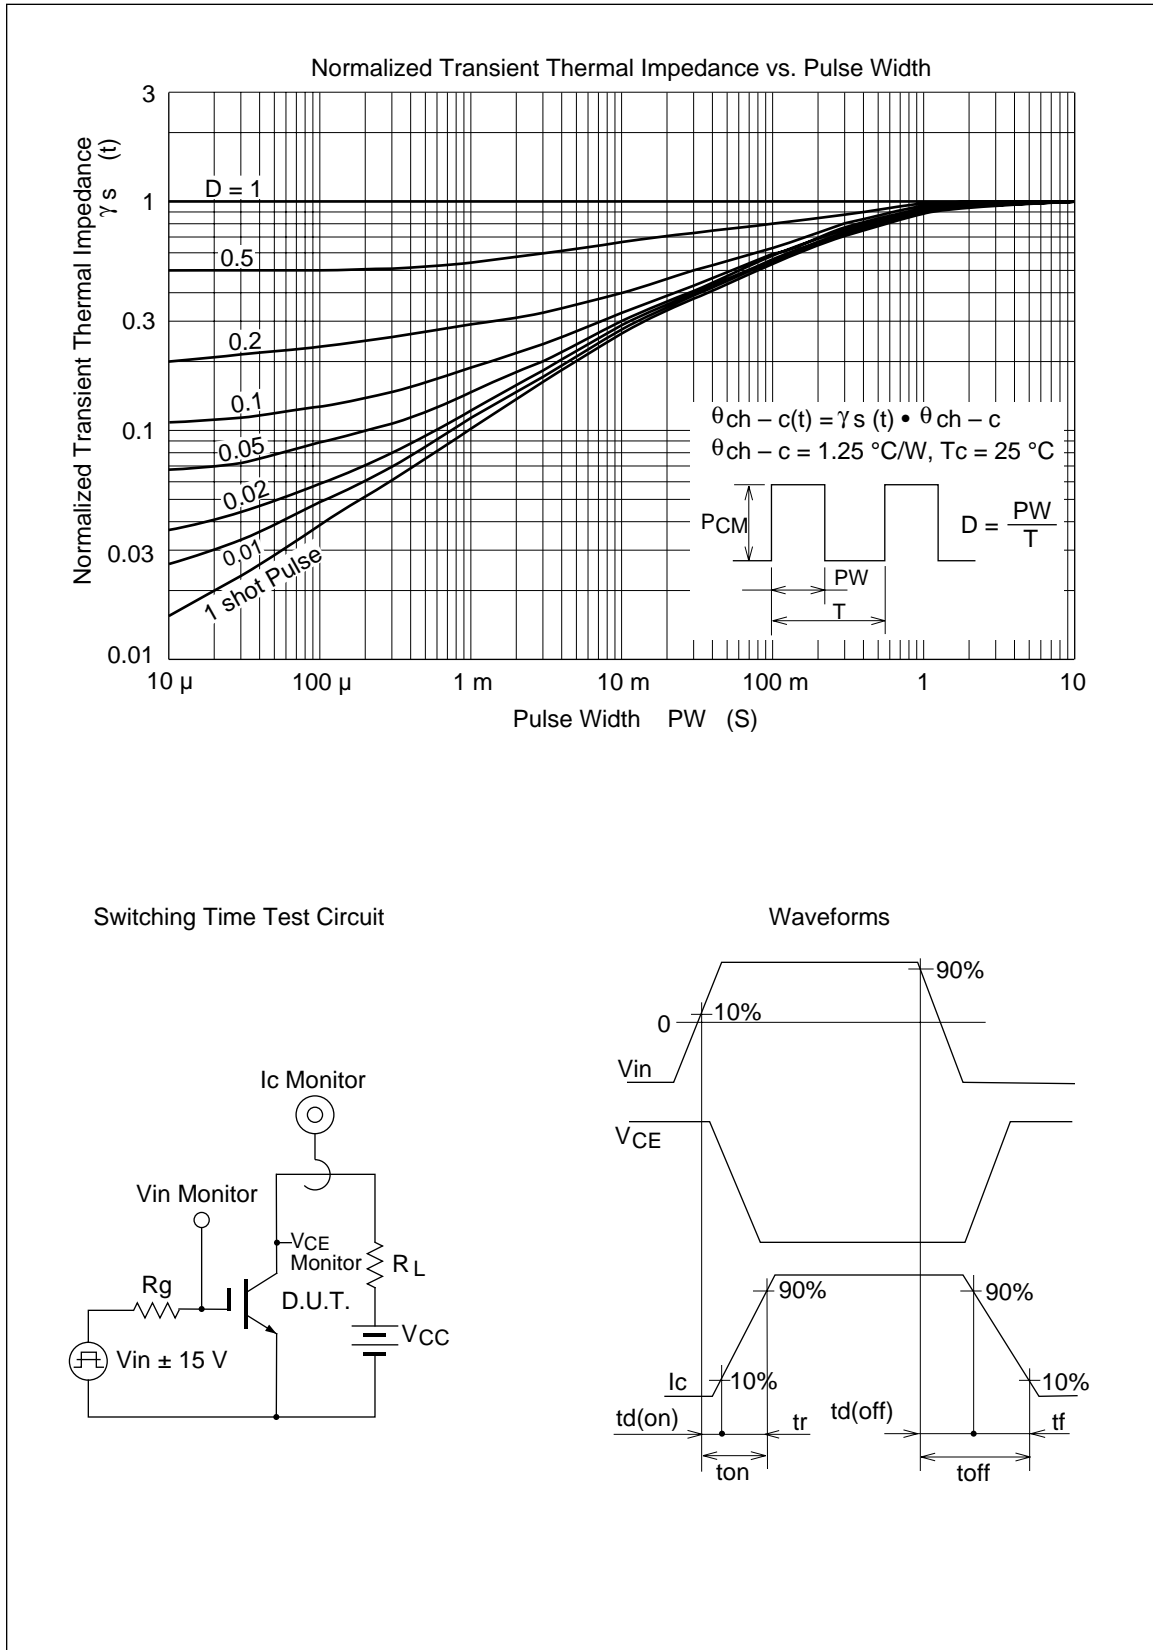 Normalized Transient Thermal Impedance vs. Pulse Width
Normalized Transient Thermal Impedance
γ s (t)
3
1
0.3
0.1
0.03
0.01
D = 1
0.5
0.2
0.1
0.05
0.02
0.01
1 shot Pulse
θch – c(t) = γ s (t) • θch – c
θch – c = 1.25 °C/W, Tc = 25 °C
PCM
PW
T
D = PW
T
10 µ 100 µ 1 m 10 m 100 m 1 10
Pulse Width PW (S)
Switching Time Test Circuit
Ic Monitor
Vin Monitor
VCE
Monitor
RL
Rg
D.U.T.
VCC
Vin ± 15 V
Waveforms
90%
10%
0
Vin
VCE
90%
90%
Ic
10%
10%
td(on)
tr
td(off)
tf
ton
toff